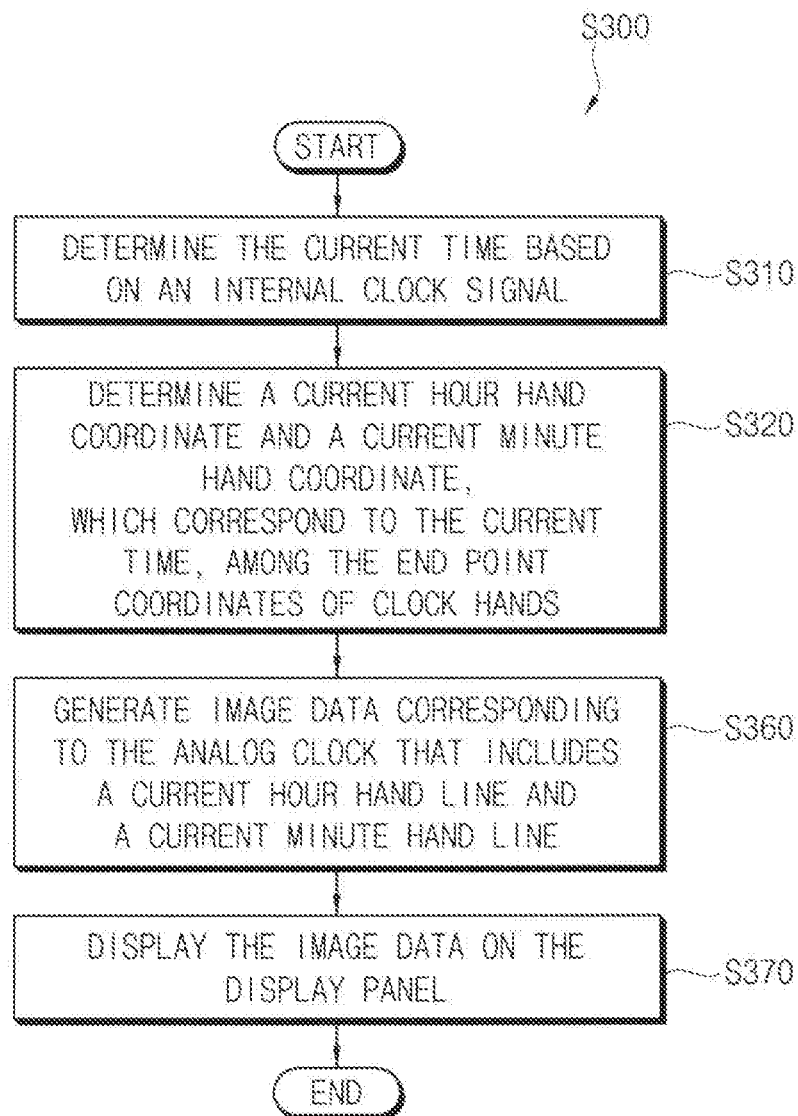 S300
START
DETERMINE THE CURRENT TIME BASED
ON AN INTERNAL CLOCK SIGNAL
S310
DETERMINE A CURRENT HOUR HAND
COORDINATE AND A CURRENT MINUTE
HAND COORDINATE,
WHICH CORRESPOND TO THE CURRENT
TIME, AMONG THE END POINT
COORDINATES OF CLOCK HANDS
S320
GENERATE IMAGE DATA CORRESPONDING
TO THE ANALOG CLOCK THAT INCLUDES
A CURRENT HOUR HAND LINE AND
A CURRENT MINUTE HAND LINE
S360
DISPLAY THE IMAGE DATA ON THE
DISPLAY PANEL
S370
END